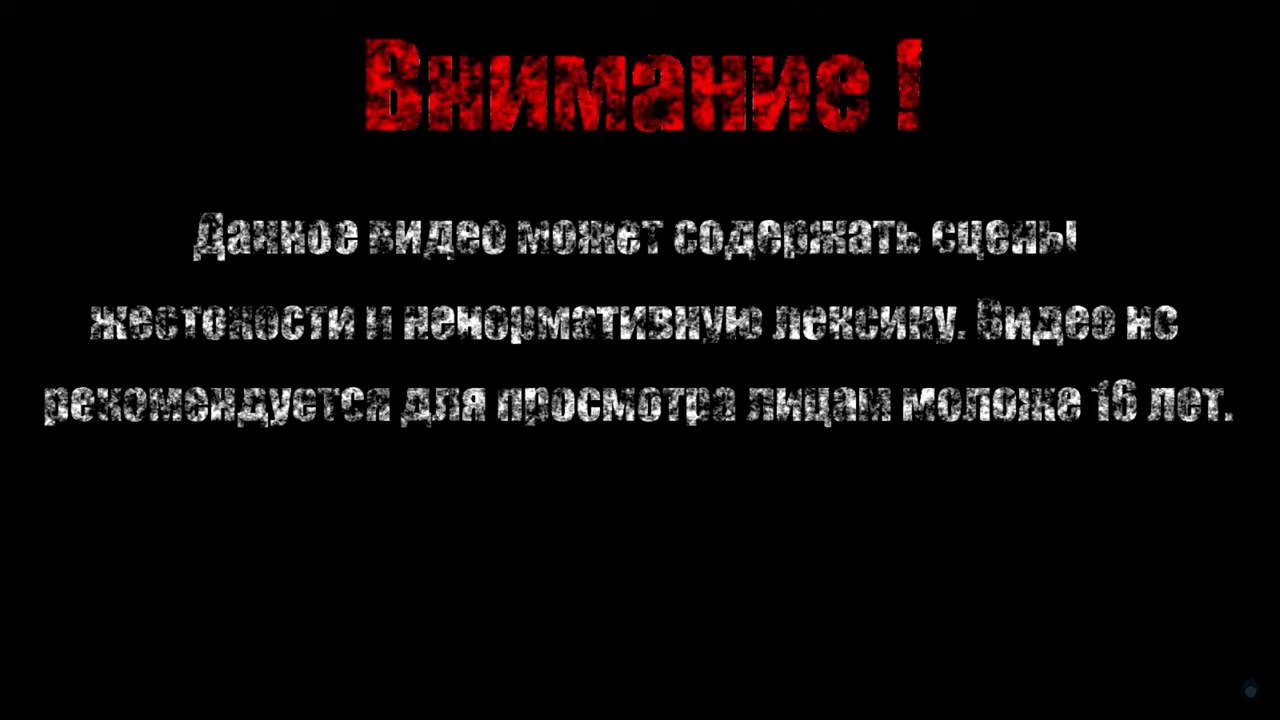 Внимание !
Данное видео может содержать сцены
жестокости и ненормативную лексику. Видео не
рекомендуется для просмотра лицам моложе 16 лет.